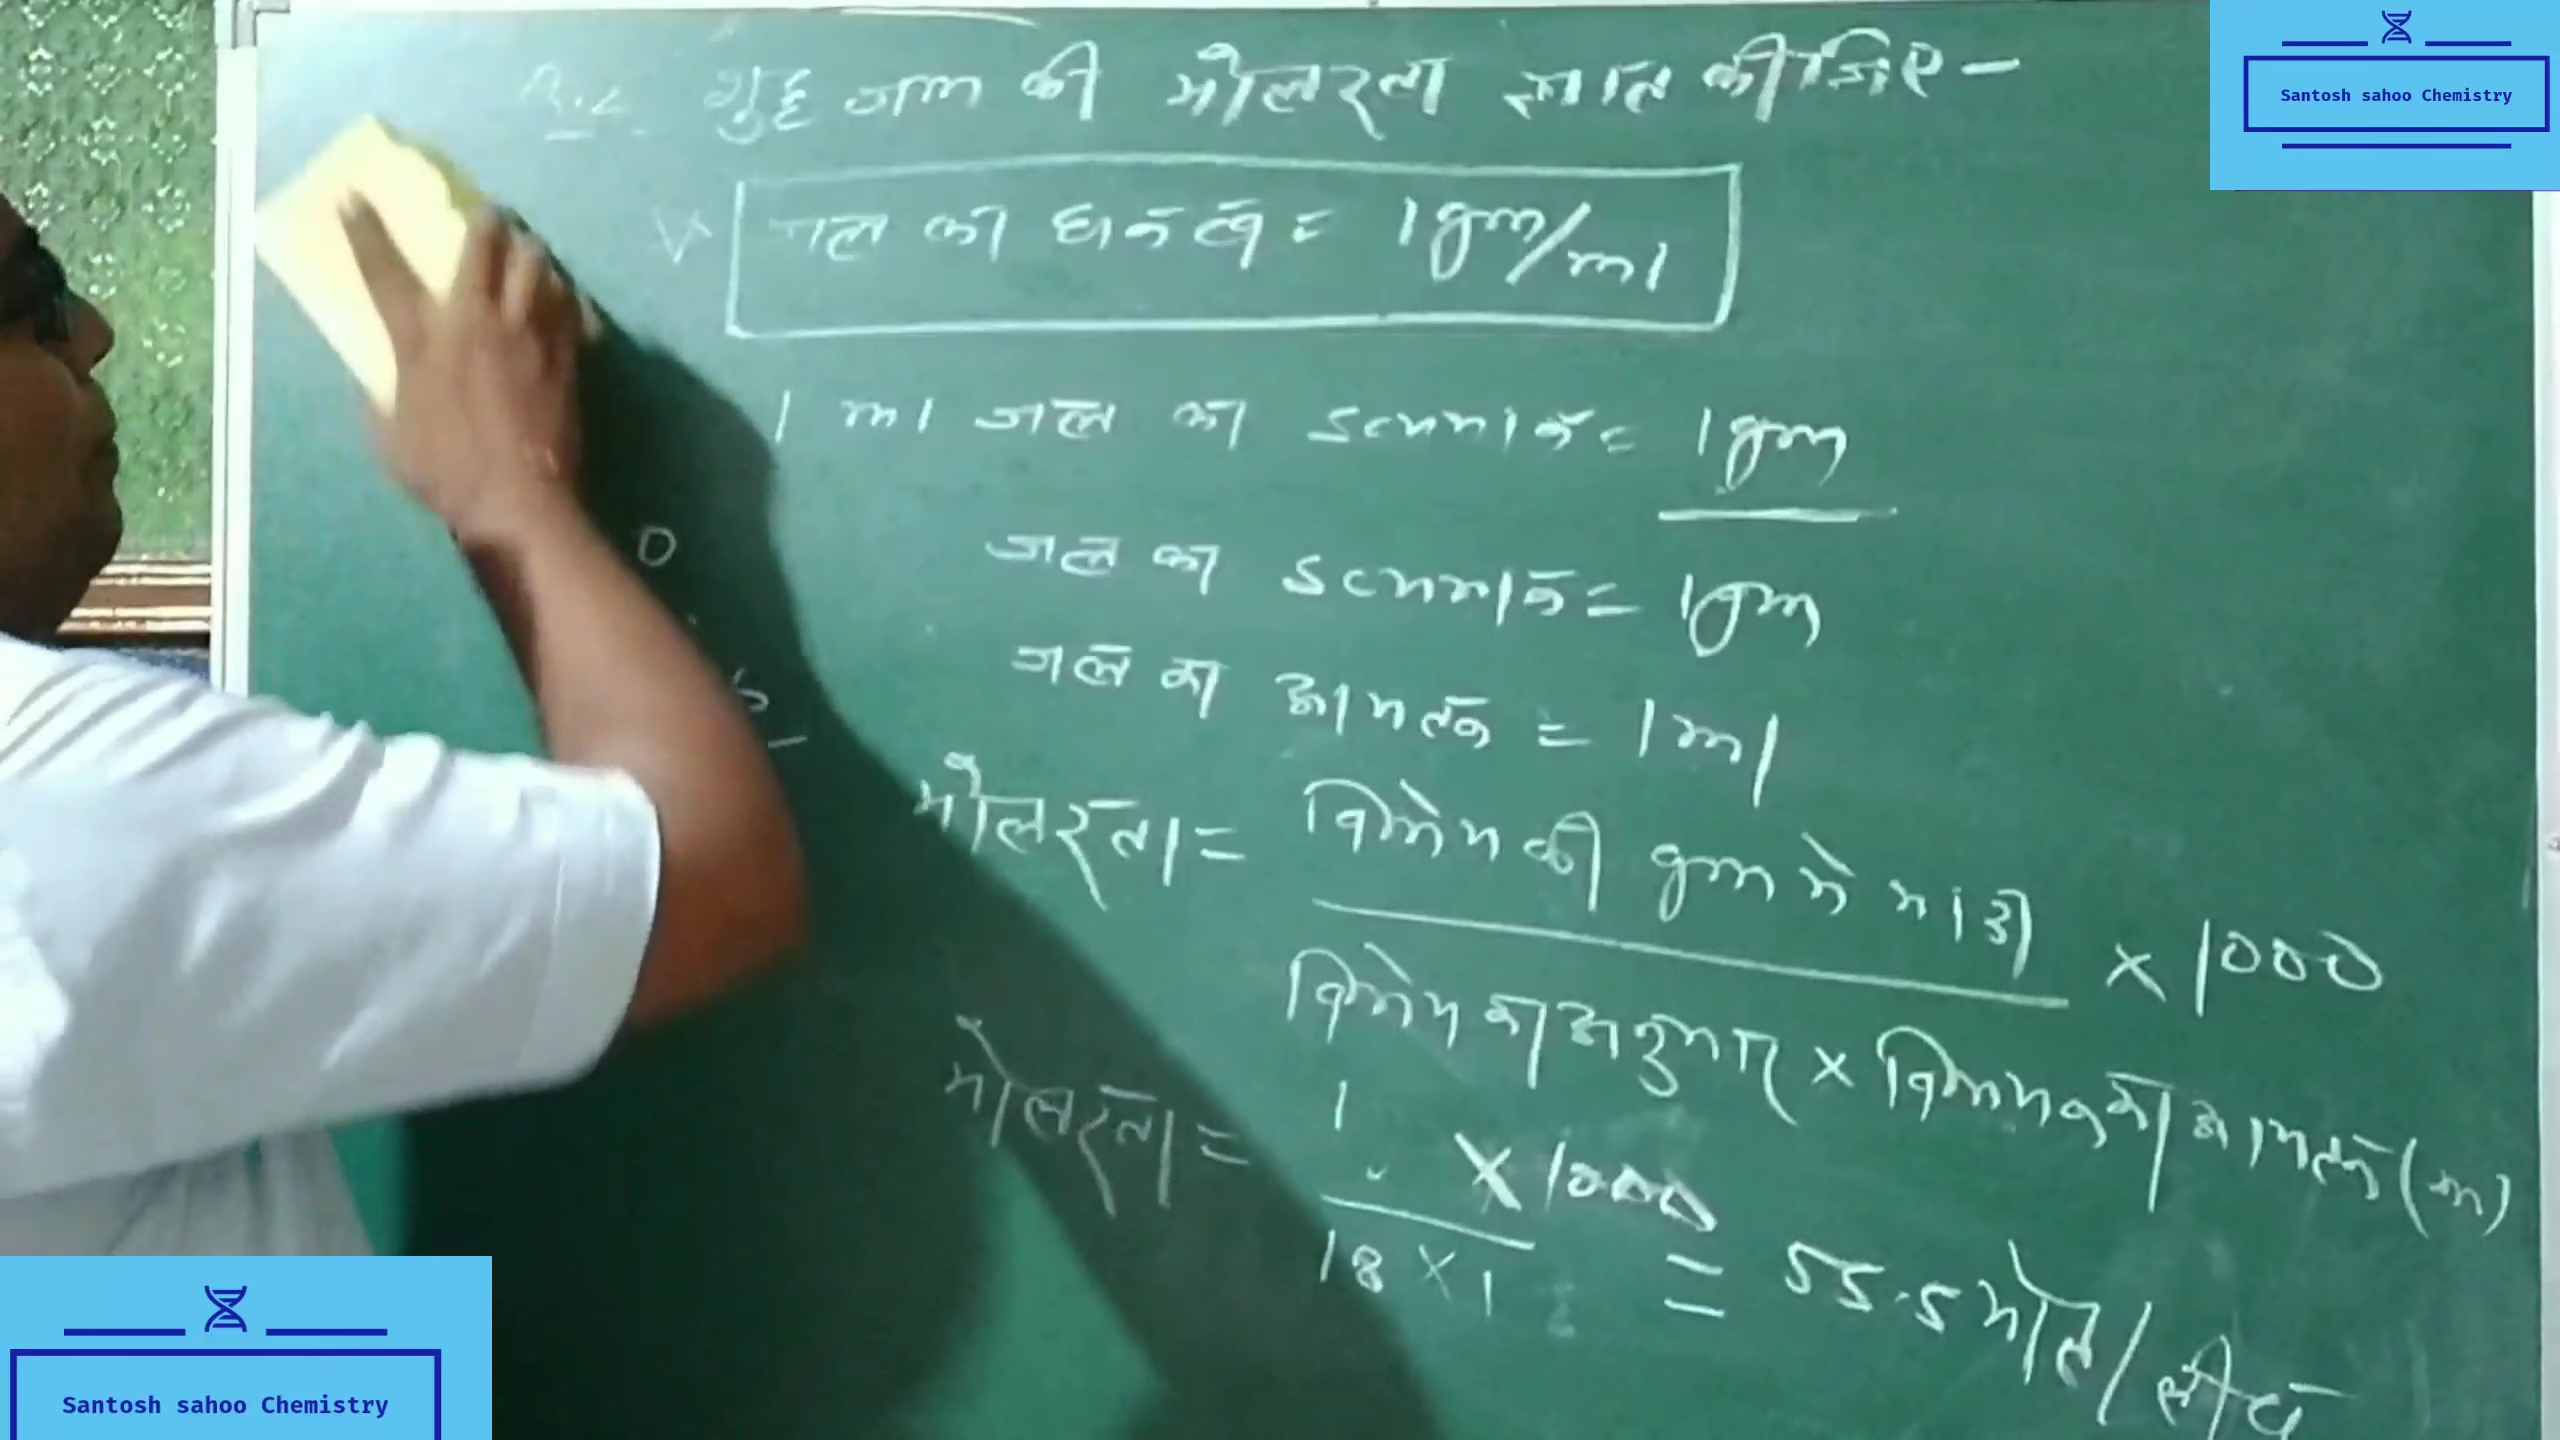 शुद्ध जल की मोलरता ज्ञात कीजिए –
Santosh sahoo Chemistry
जल का घनत्व = 1gm/ml
1 ml जल का द्रव्यमान = 1gm
जल का द्रव्यमान = 1gm
जल का आयतन = 1ml
मोलरता = विलेय की gm में मात्रा × 1000
विलेय का अणुभार × विलयन का आयतन (ml)
मोलरता = 1 × 1000
18 × 1
= 55.5 मोल / लीटर
Santosh sahoo Chemistry